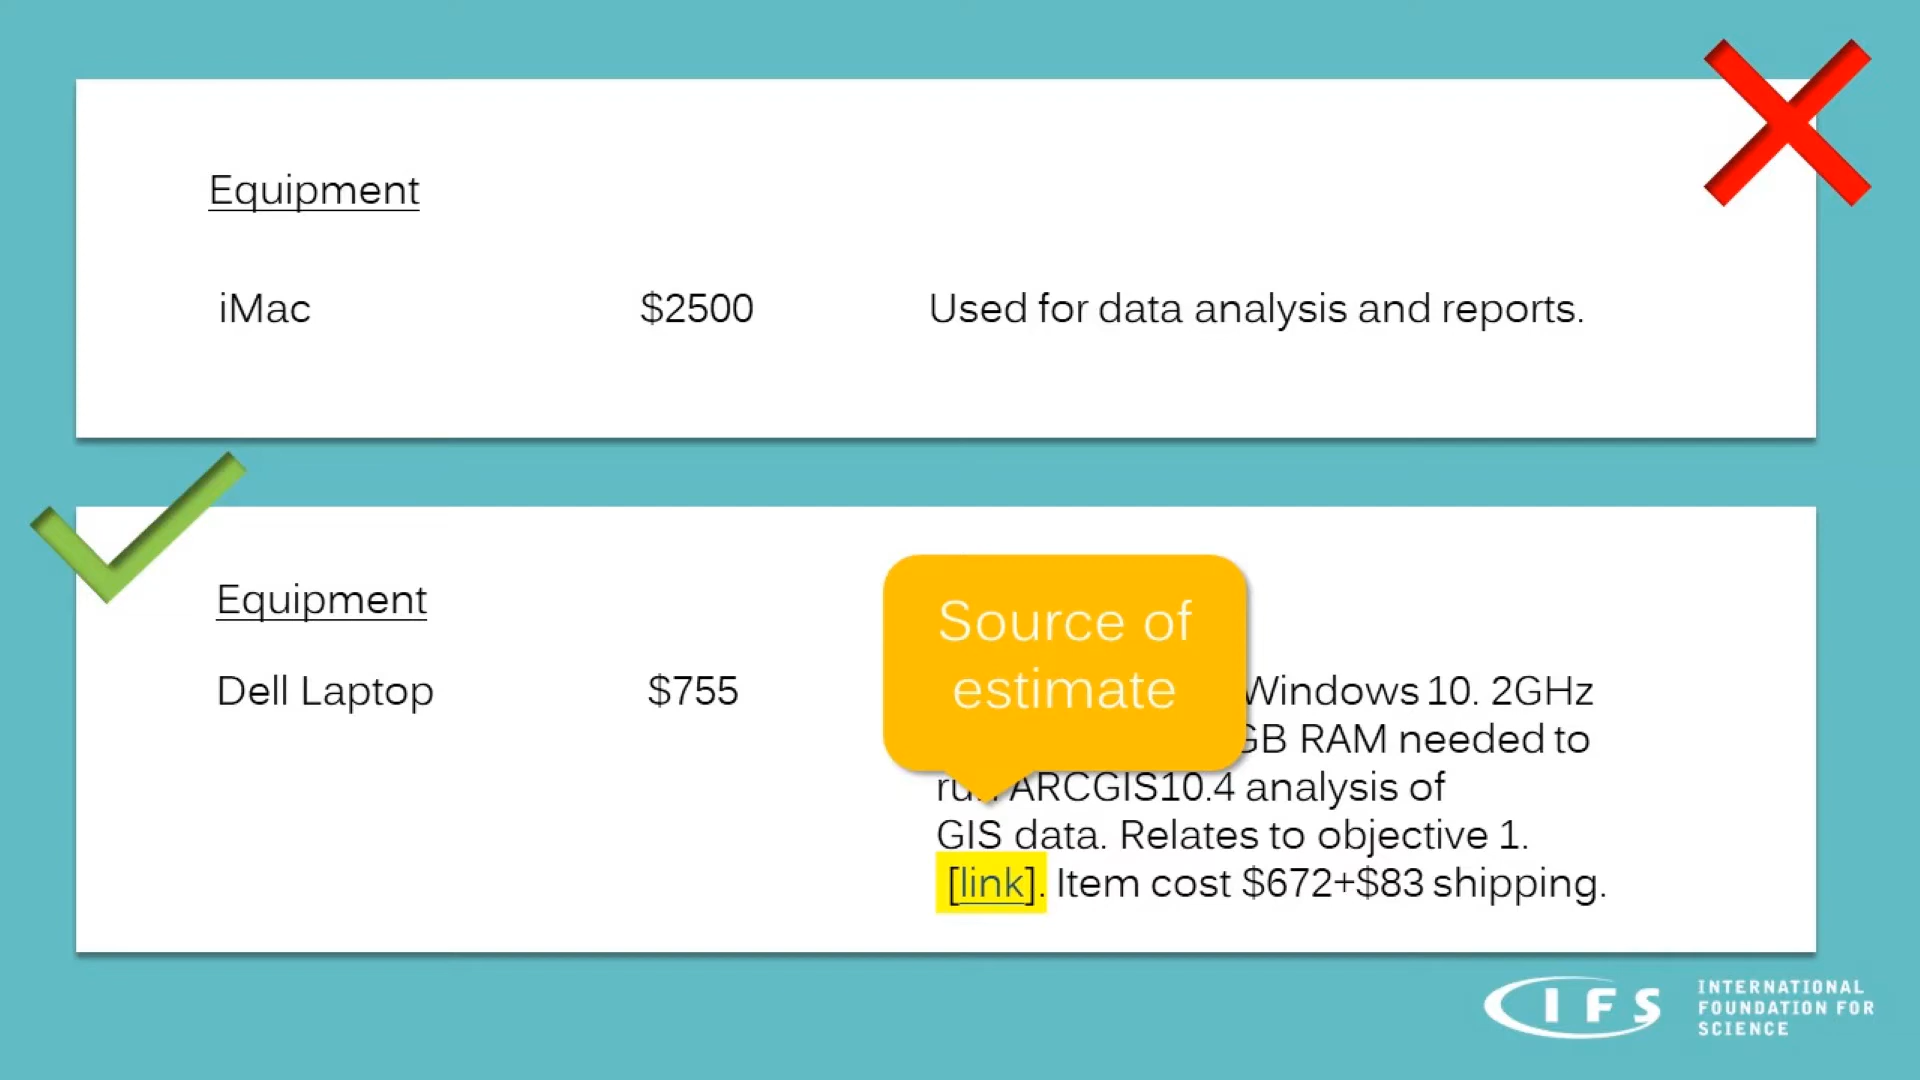 Equipment
iMac $2500 Used for data analysis and reports.
Equipment
Source of
estimate
Dell Laptop $755 Windows 10. 2GHz
GB RAM needed to
run ARCGIS10.4 analysis of
GIS data. Relates to objective 1.
[link]. Item cost $672+$83 shipping.
IFS
INTERNATIONAL
FOUNDATION FOR
SCIENCE